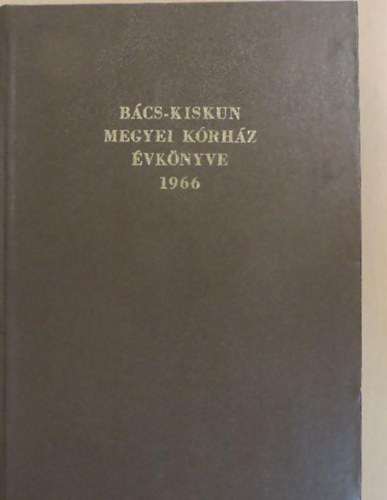 BÁCS-KISKUN
MEGYEI KÓRHÁZ
ÉVKÖNYVE
1966